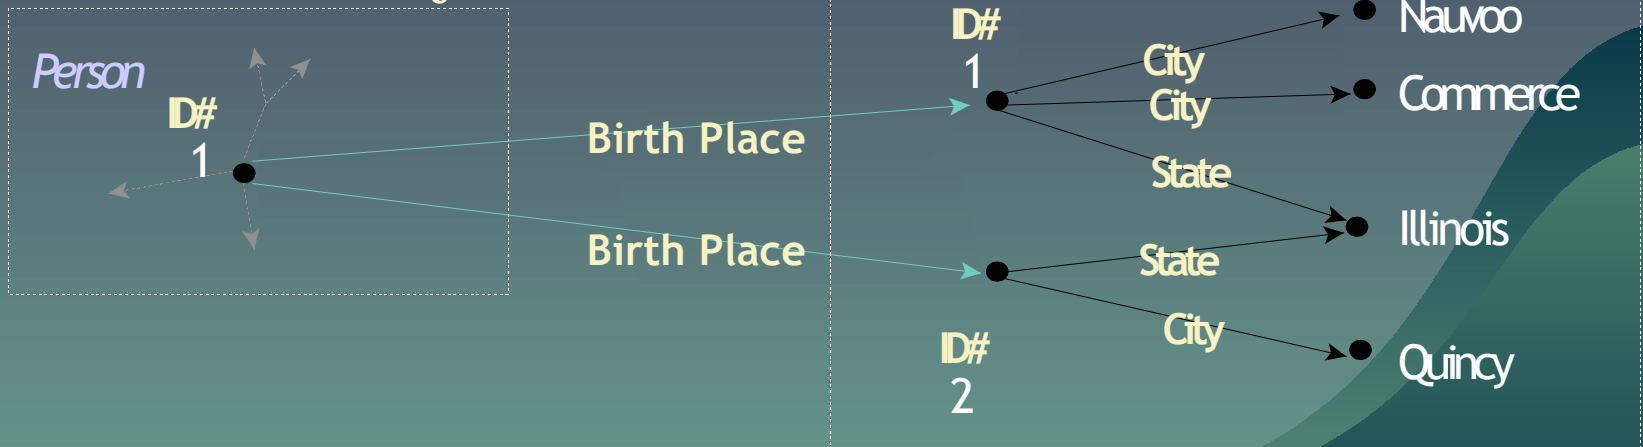 Person
ID#
1
Birth Place
Birth Place
ID#
1
City
City
State
State
City
ID#
2
Nauvoo
Commerce
Illinois
Quincy